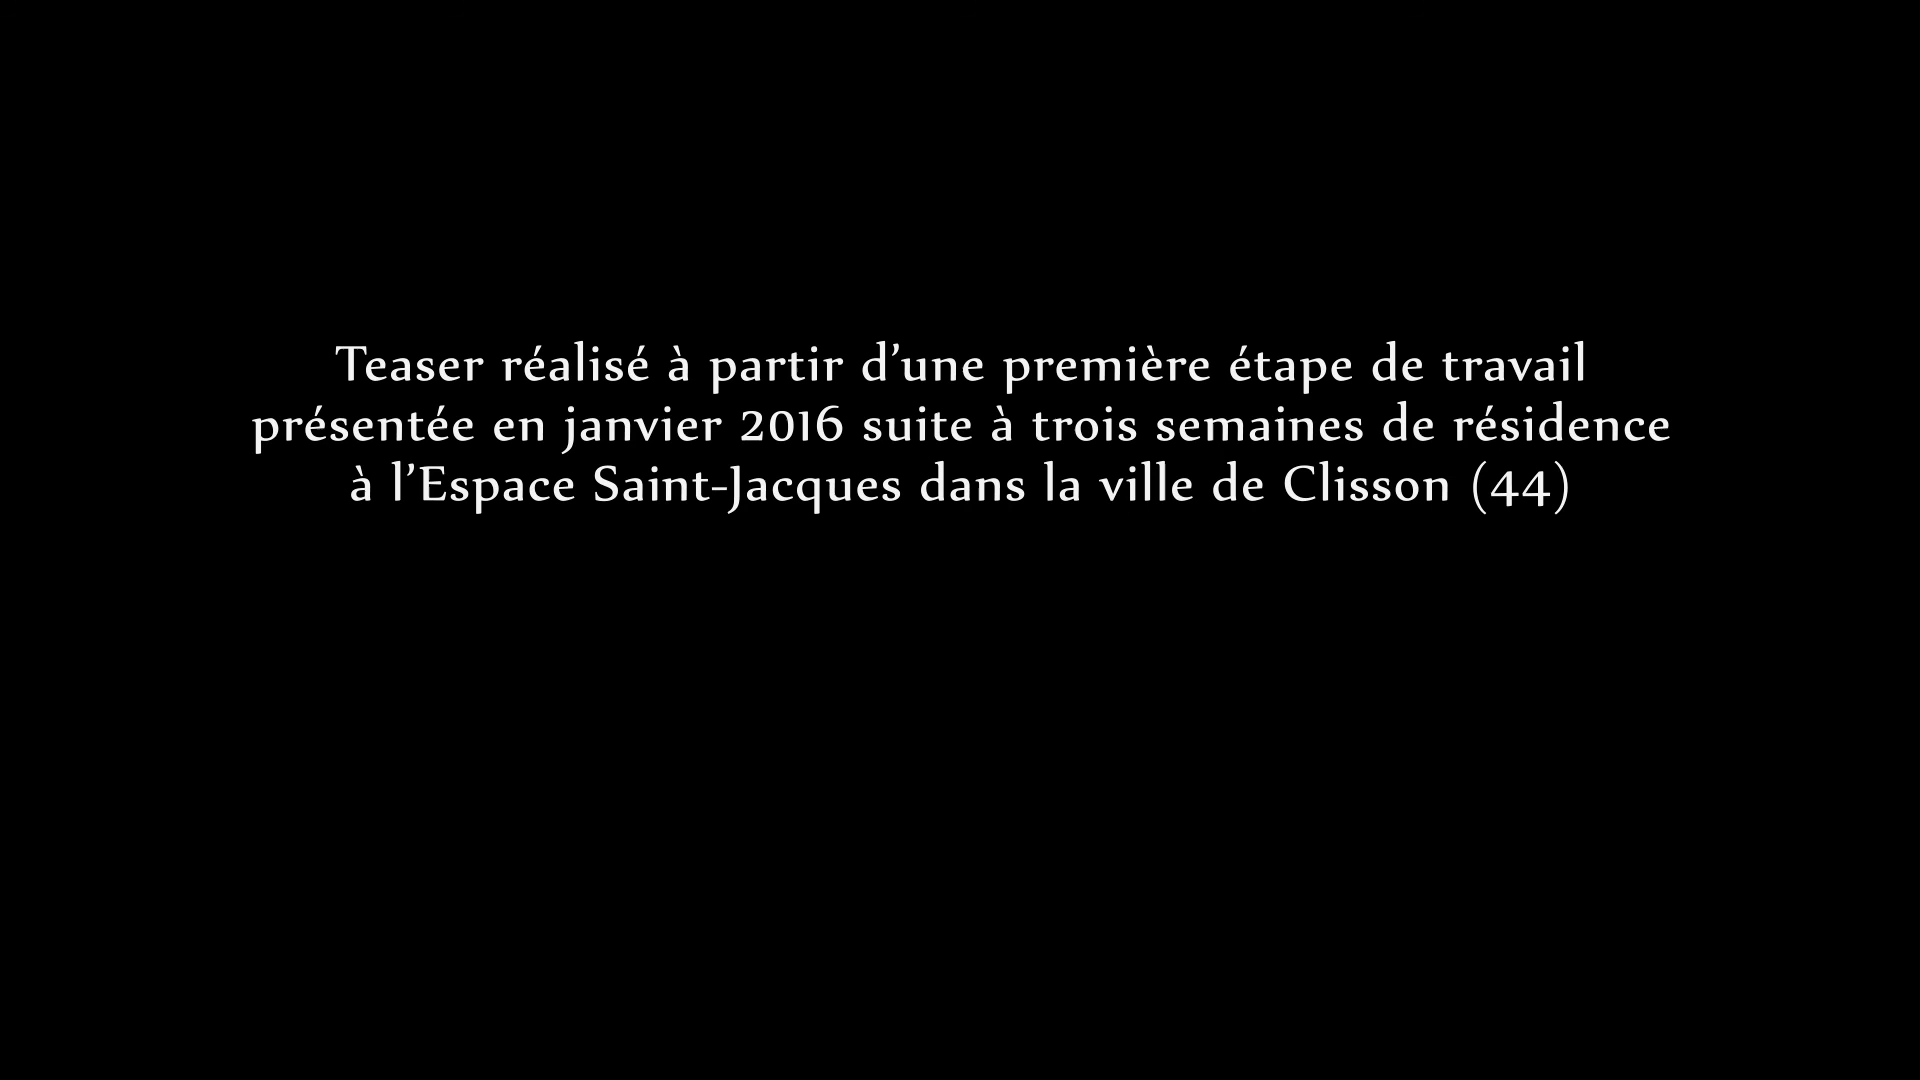 Teaser réalisé à partir d’une première étape de travail
présentée en janvier 2016 suite à trois semaines de résidence
à l’Espace Saint-Jacques dans la ville de Clisson (44)